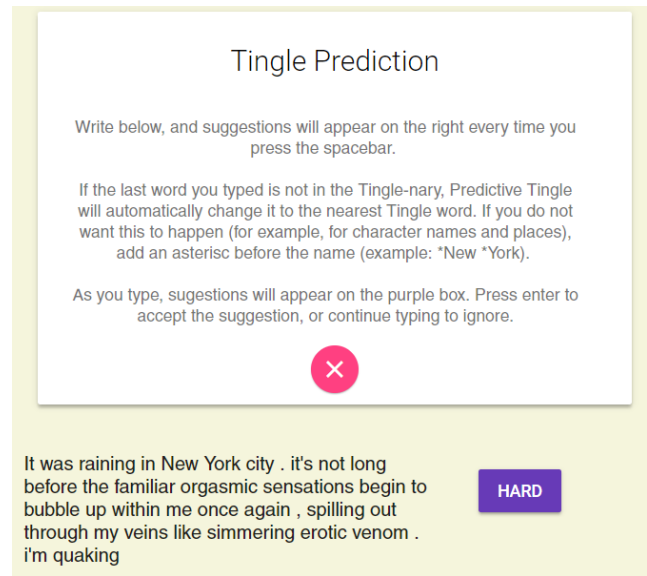 Tingle Prediction
Write below, and suggestions will appear on the right every time you
press the spacebar.
If the last word you typed is not in the Tingle-nary, Predictive Tingle
will automatically change it to the nearest Tingle word. If you do not
want this to happen (for example, for character names and places),
add an asterisc before the name (example: *New *York).
As you type, sugestions will appear on the purple box. Press enter to
accept the suggestion, or continue typing to ignore.
It was raining in New York city . it's not long
before the familiar orgasmic sensations begin to
bubble up within me once again , spilling out
through my veins like simmering erotic venom .
i'm quaking
HARD